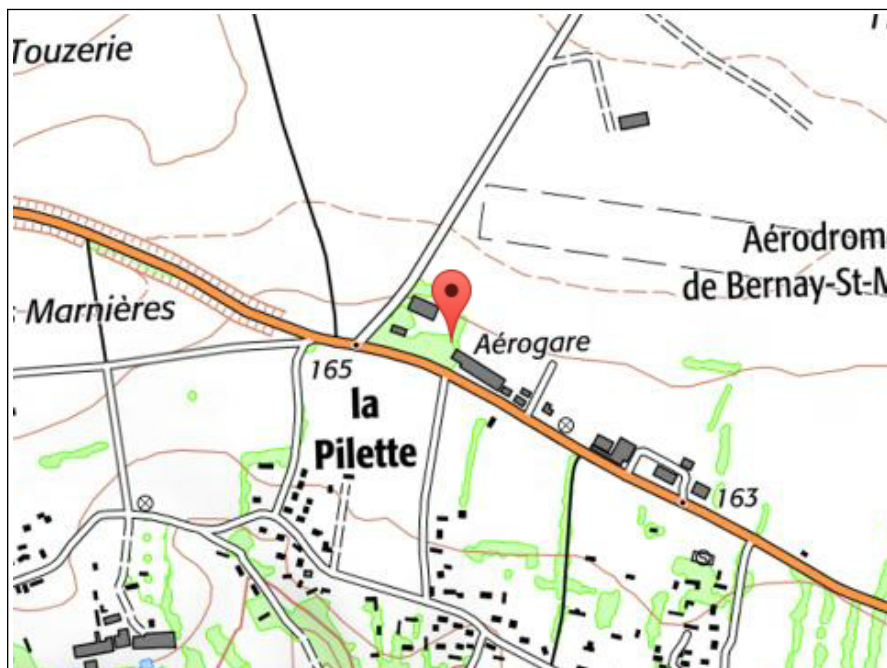 Touzerie
Aérodrom
de Bernay-St-M
Marnières
Aérogare
165
la
Pilette
163